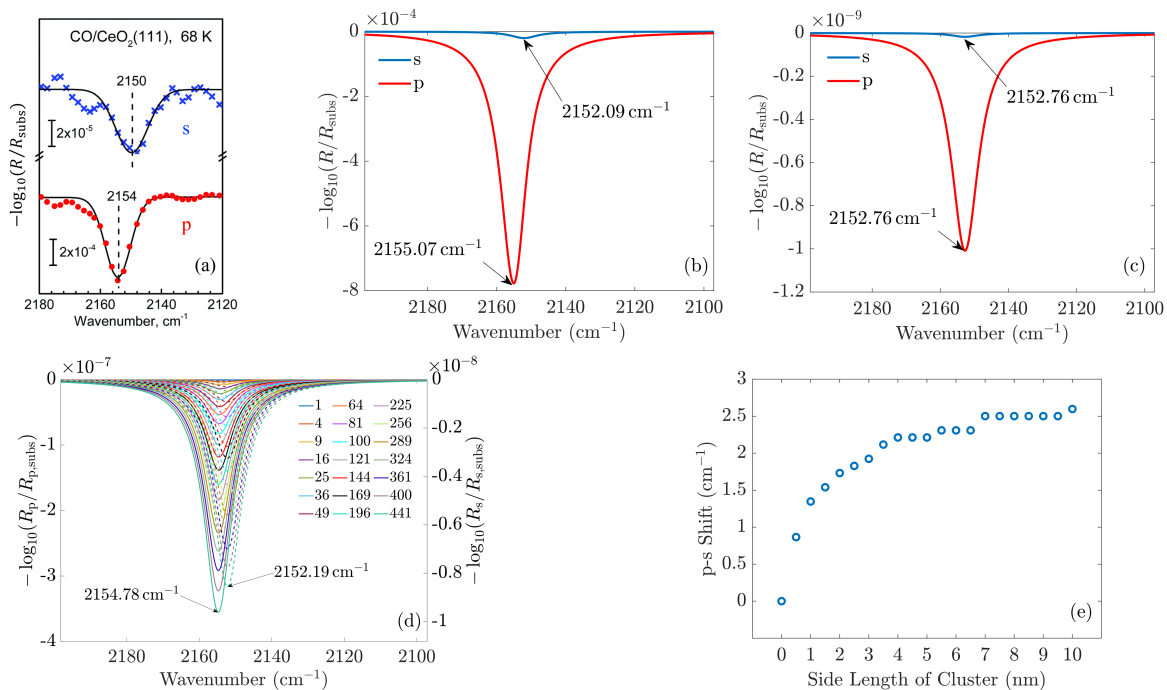 (a)
CO/CeO₂(111), 68 K
2150
2x10⁻⁵
s
2154
2x10⁻⁴
p
−log₁₀(R/Rsubs)
2180 2160 2140 2120
Wavenumber, cm⁻¹
(b)
×10⁻⁴
s
p
2152.09 cm⁻¹
2155.07 cm⁻¹
0
-2
-4
-6
-8
− log₁₀(R/Rsubs)
2180 2160 2140 2120 2100
Wavenumber (cm⁻¹)
(c)
×10⁻⁹
s
p
2152.76 cm⁻¹
2152.76 cm⁻¹
0
-0.2
-0.4
-0.6
-0.8
-1
-1.2
− log₁₀(R/Rsubs)
2180 2160 2140 2120 2100
Wavenumber (cm⁻¹)
(d)
×10⁻⁷
×10⁻⁸
0
-1
-2
-3
-4
− log₁₀(Rp/Rp,subs)
0
-0.2
-0.4
-0.6
-0.8
-1
− log₁₀(Rs/Rs,subs)
1 64 225
4 81 256
9 100 289
16 121 324
25 144 361
36 169 400
49 196 441
2152.19 cm⁻¹
2154.78 cm⁻¹
2180 2160 2140 2120 2100
Wavenumber (cm⁻¹)
(e)
3
2.5
2
1.5
1
0.5
0
p-s Shift (cm⁻¹)
0 1 2 3 4 5 6 7 8 9 10
Side Length of Cluster (nm)